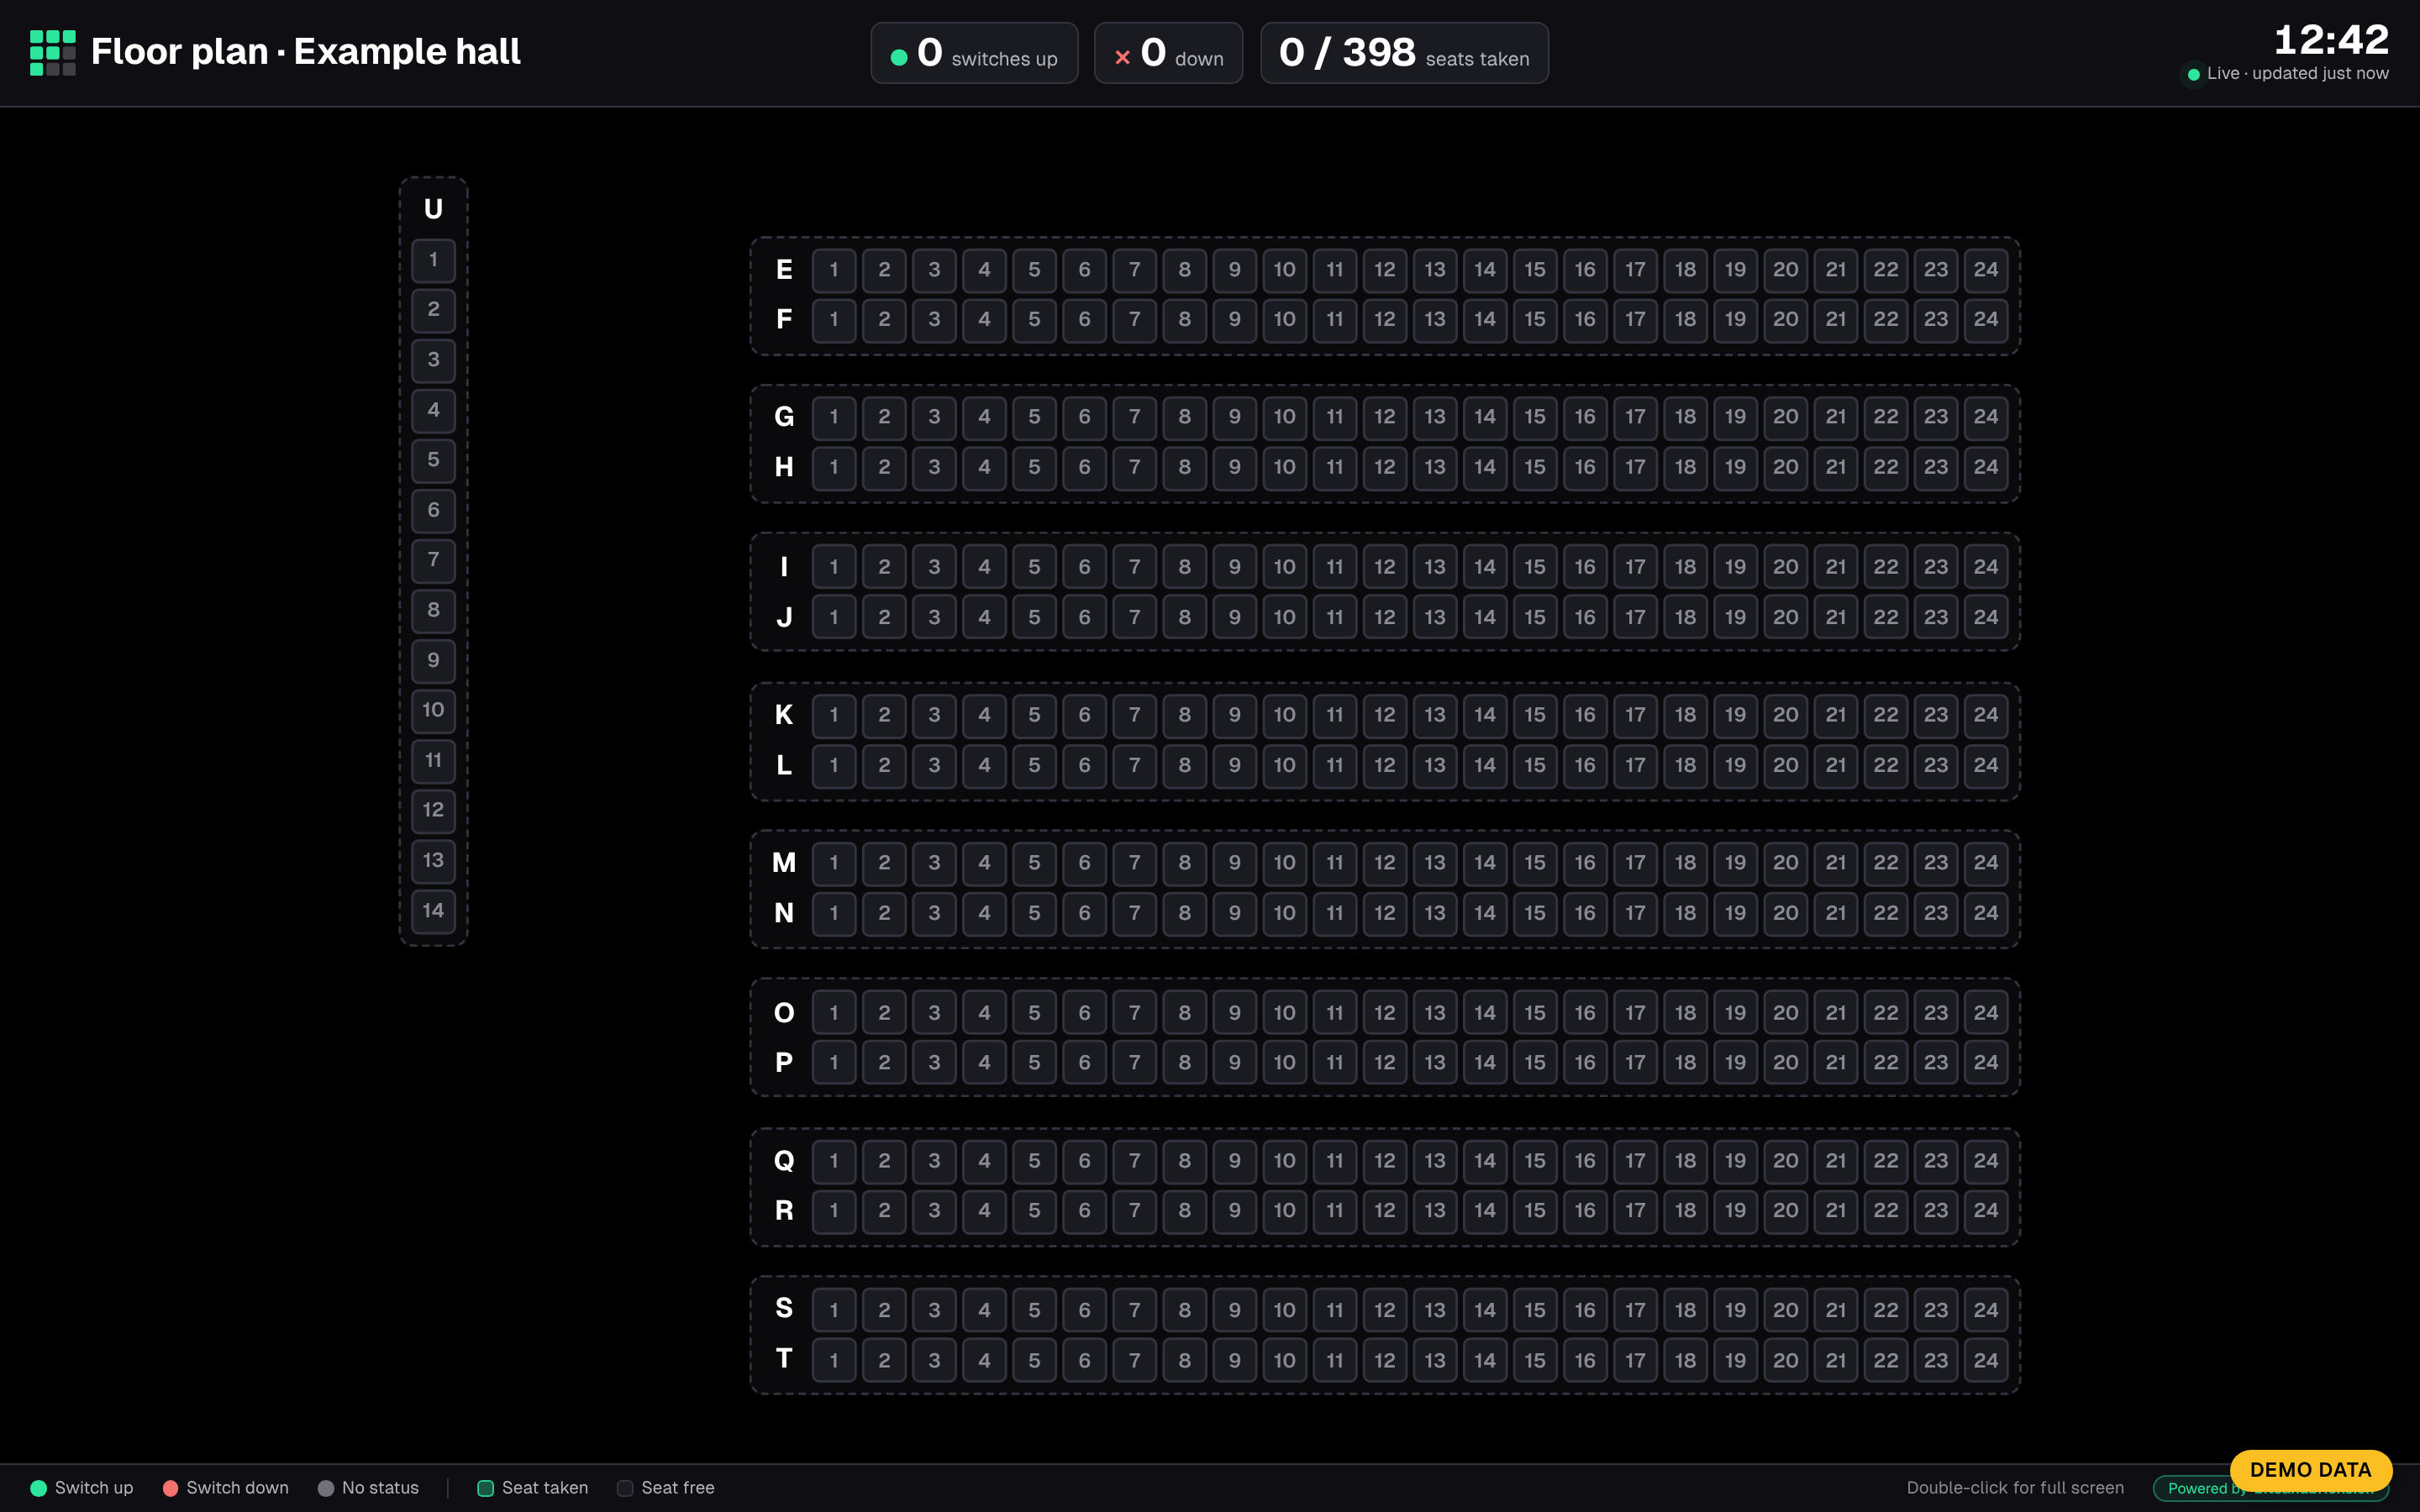 Floor plan · Example hall
0 switches up
× 0 down
0 / 398 seats taken
12:42
Live · updated just now
U
1
2
3
4
5
6
7
8
9
10
11
12
13
14
E 1 2 3 4 5 6 7 8 9 10 11 12 13 14 15 16 17 18 19 20 21 22 23 24
F 1 2 3 4 5 6 7 8 9 10 11 12 13 14 15 16 17 18 19 20 21 22 23 24
G 1 2 3 4 5 6 7 8 9 10 11 12 13 14 15 16 17 18 19 20 21 22 23 24
H 1 2 3 4 5 6 7 8 9 10 11 12 13 14 15 16 17 18 19 20 21 22 23 24
I 1 2 3 4 5 6 7 8 9 10 11 12 13 14 15 16 17 18 19 20 21 22 23 24
J 1 2 3 4 5 6 7 8 9 10 11 12 13 14 15 16 17 18 19 20 21 22 23 24
K 1 2 3 4 5 6 7 8 9 10 11 12 13 14 15 16 17 18 19 20 21 22 23 24
L 1 2 3 4 5 6 7 8 9 10 11 12 13 14 15 16 17 18 19 20 21 22 23 24
M 1 2 3 4 5 6 7 8 9 10 11 12 13 14 15 16 17 18 19 20 21 22 23 24
N 1 2 3 4 5 6 7 8 9 10 11 12 13 14 15 16 17 18 19 20 21 22 23 24
O 1 2 3 4 5 6 7 8 9 10 11 12 13 14 15 16 17 18 19 20 21 22 23 24
P 1 2 3 4 5 6 7 8 9 10 11 12 13 14 15 16 17 18 19 20 21 22 23 24
Q 1 2 3 4 5 6 7 8 9 10 11 12 13 14 15 16 17 18 19 20 21 22 23 24
R 1 2 3 4 5 6 7 8 9 10 11 12 13 14 15 16 17 18 19 20 21 22 23 24
S 1 2 3 4 5 6 7 8 9 10 11 12 13 14 15 16 17 18 19 20 21 22 23 24
T 1 2 3 4 5 6 7 8 9 10 11 12 13 14 15 16 17 18 19 20 21 22 23 24
Switch up
Switch down
No status
Seat taken
Seat free
Double-click for full screen
Powered by
DEMO DATA